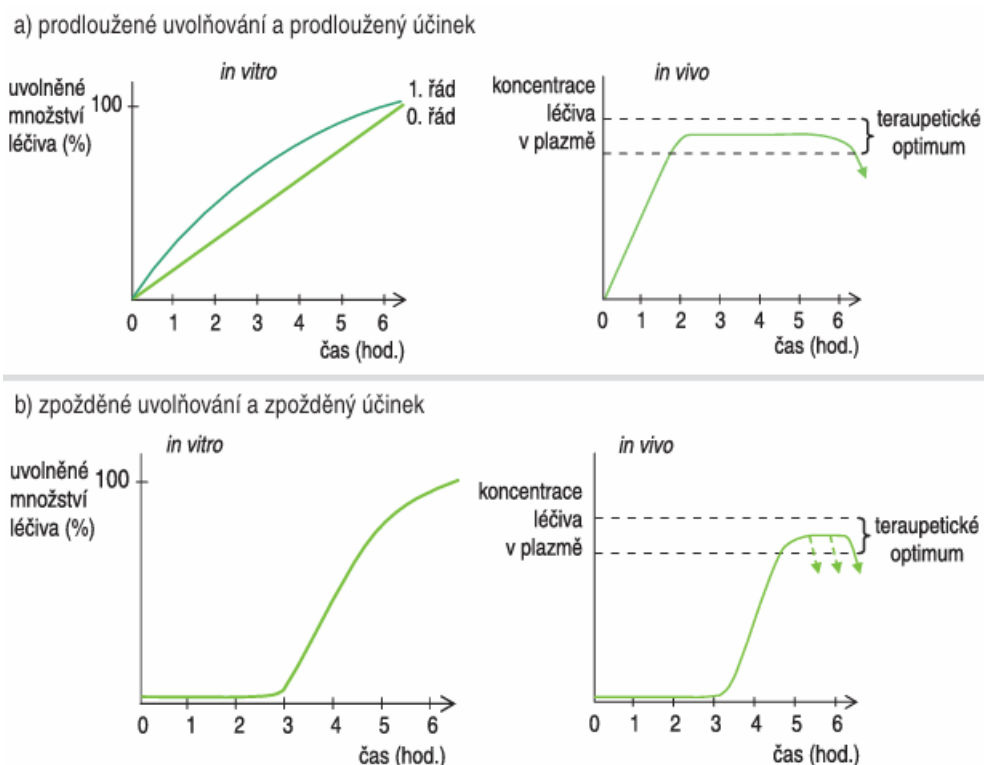 a) prodloužené uvolňování a prodloužený účinek
in vitro
uvolněné
množství
léčiva (%)
100
1. řád
0. řád
0 1 2 3 4 5 6
čas (hod.)
in vivo
koncentrace
léčiva
v plazmě
teraupetické
optimum
0 1 2 3 4 5 6
čas (hod.)
b) zpožděné uvolňování a zpožděný účinek
in vitro
uvolněné
množství
léčiva (%)
100
0 1 2 3 4 5 6
čas (hod.)
in vivo
koncentrace
léčiva
v plazmě
teraupetické
optimum
0 1 2 3 4 5 6
čas (hod.)